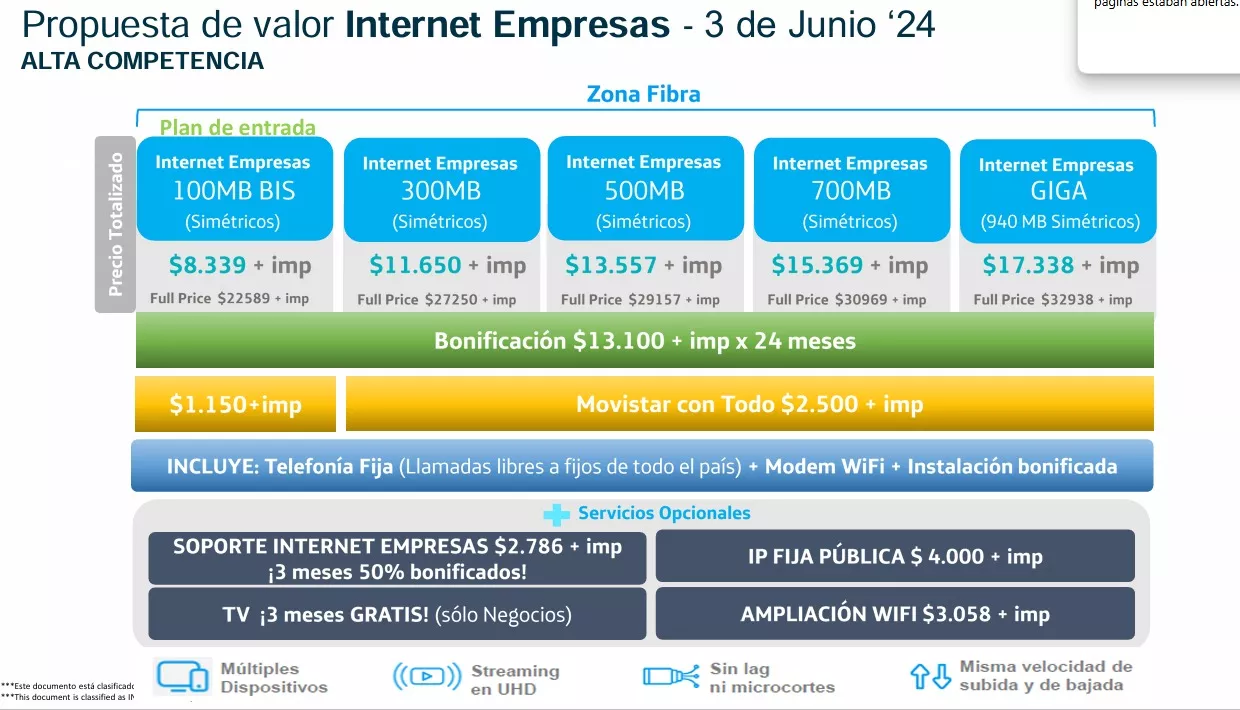 páginas estaban abiertas.
Propuesta de valor Internet Empresas - 3 de Junio ‘24
ALTA COMPETENCIA
Zona Fibra
Plan de entrada
Precio Totalizado
Internet Empresas
100MB BIS
(Simétricos)
$8.339 + imp
Full Price $22589 + imp
Internet Empresas
300MB
(Simétricos)
$11.650 + imp
Full Price $27250 + imp
Internet Empresas
500MB
(Simétricos)
$13.557 + imp
Full Price $29157 + imp
Internet Empresas
700MB
(Simétricos)
$15.369 + imp
Full Price $30969 + imp
Internet Empresas
GIGA
(940 MB Simétricos)
$17.338 + imp
Full Price $32938 + imp
Bonificación $13.100 + imp x 24 meses
$1.150+imp
Movistar con Todo $2.500 + imp
INCLUYE: Telefonía Fija (Llamadas libres a fijos de todo el país) + Modem WiFi + Instalación bonificada
Servicios Opcionales
SOPORTE INTERNET EMPRESAS $2.786 + imp
¡3 meses 50% bonificados!
IP FIJA PÚBLICA $ 4.000 + imp
TV ¡3 meses GRATIS! (sólo Negocios)
AMPLIACIÓN WIFI $3.058 + imp
Múltiples
Dispositivos
Streaming
en UHD
Sin lag
ni microcortes
Misma velocidad de
subida y de bajada
***Este documento está clasificado
***This document is classified as